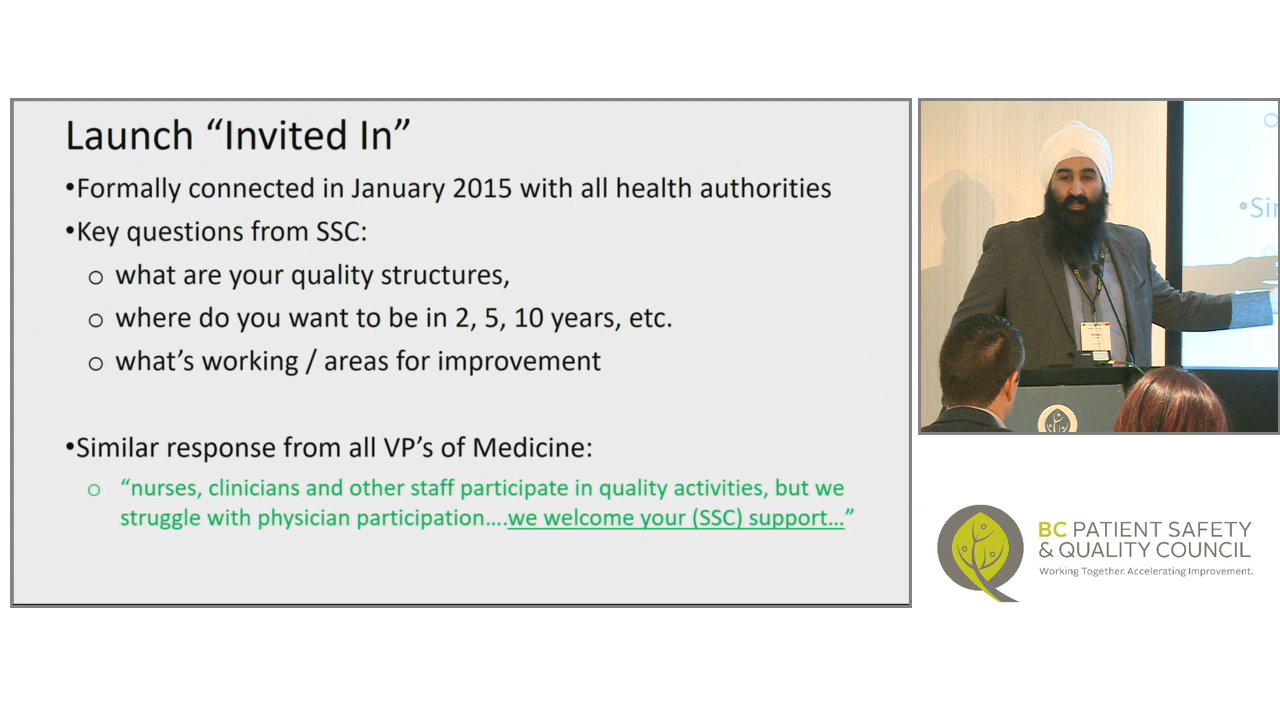 Launch “Invited In”
•Formally connected in January 2015 with all health authorities
•Key questions from SSC:
o what are your quality structures,
o where do you want to be in 2, 5, 10 years, etc.
o what’s working / areas for improvement
•Similar response from all VP’s of Medicine:
o “nurses, clinicians and other staff participate in quality activities, but we
struggle with physician participation….we welcome your (SSC) support…”
•Si
BC PATIENT SAFETY
& QUALITY COUNCIL
Working Together. Accelerating Improvement.